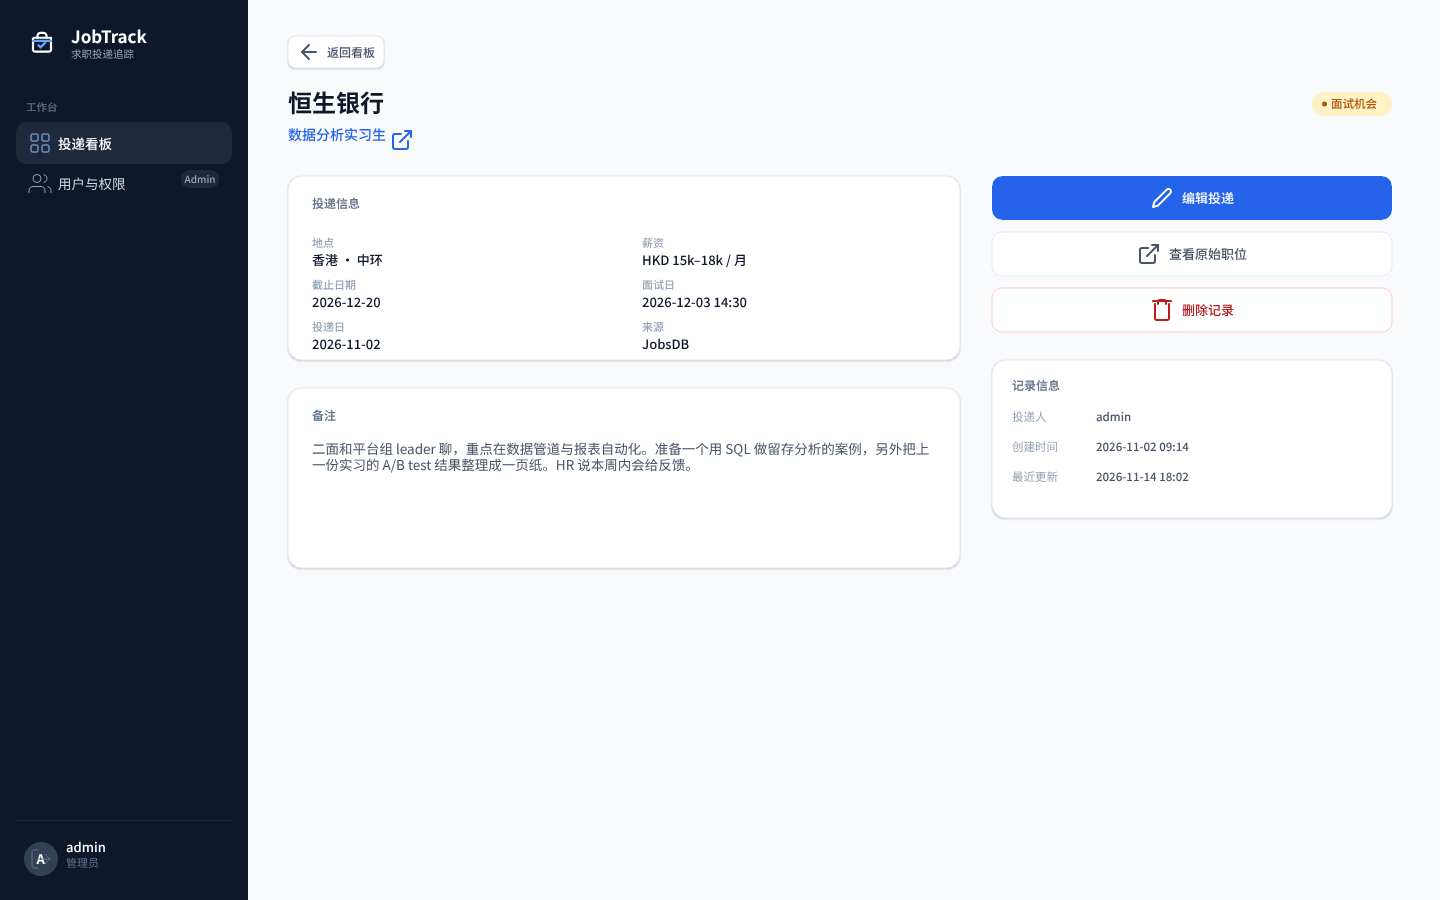 JobTrack
求职投递追踪
工作台
投递看板
用户与权限
Admin
A
admin
管理员
返回看板
恒生银行
面试机会
数据分析实习生
投递信息
地点
香港 · 中环
薪资
HKD 15k–18k / 月
截止日期
2026-12-20
面试日
2026-12-03 14:30
投递日
2026-11-02
来源
JobsDB
备注
二面和平台组 leader 聊，重点在数据管道与报表自动化。准备一个用 SQL 做留存分析的案例，另外把上
一份实习的 A/B test 结果整理成一页纸。HR 说本周内会给反馈。
编辑投递
查看原始职位
删除记录
记录信息
投递人
admin
创建时间
2026-11-02 09:14
最近更新
2026-11-14 18:02